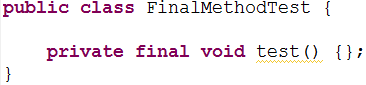 public class FinalMethodTest {
private final void test() {};
}